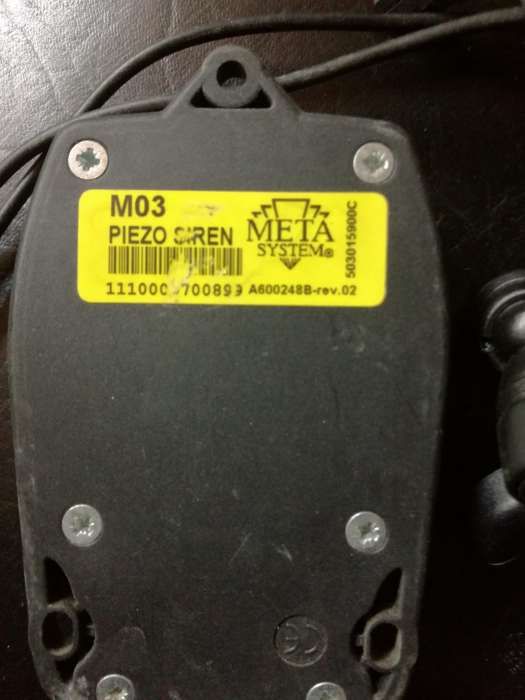 M03
PIEZO SIREN
META
SYSTEM®
A600248B-rev.02
503015900C